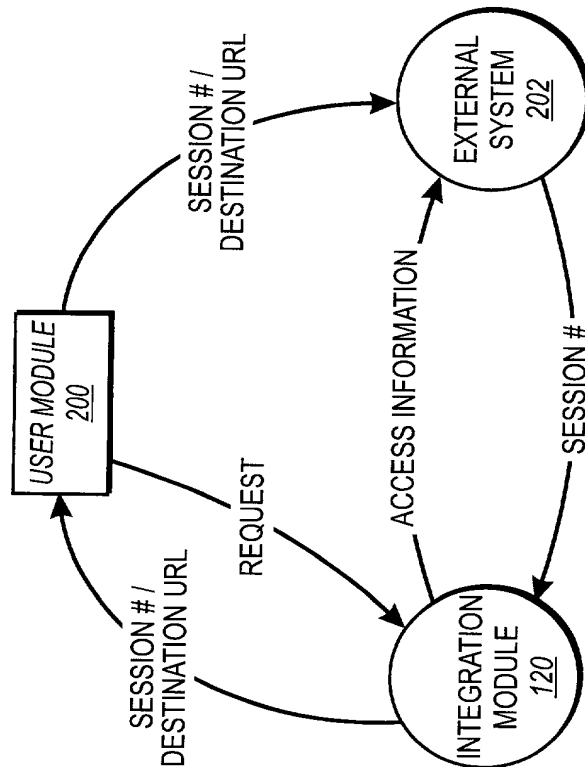 USER MODULE
200
SESSION # /
DESTINATION URL
REQUEST
SESSION # /
DESTINATION URL
ACCESS INFORMATION
INTEGRATION
MODULE
120
EXTERNAL
SYSTEM
202
SESSION #